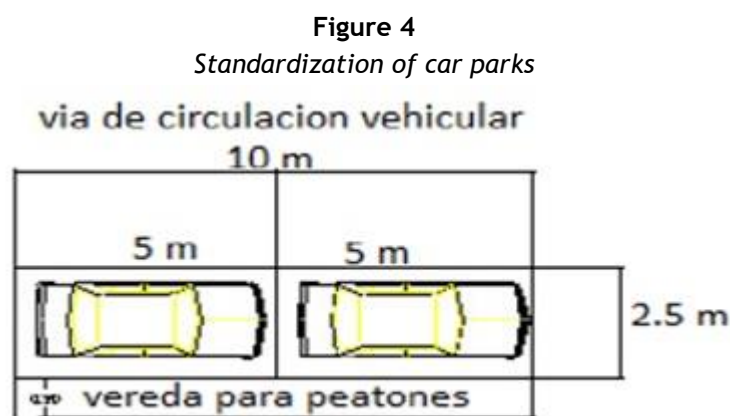 Figure 4
Standardization of car parks
via de circulacion vehicular
10 m
5 m 5 m
2.5 m
vereda para peatones